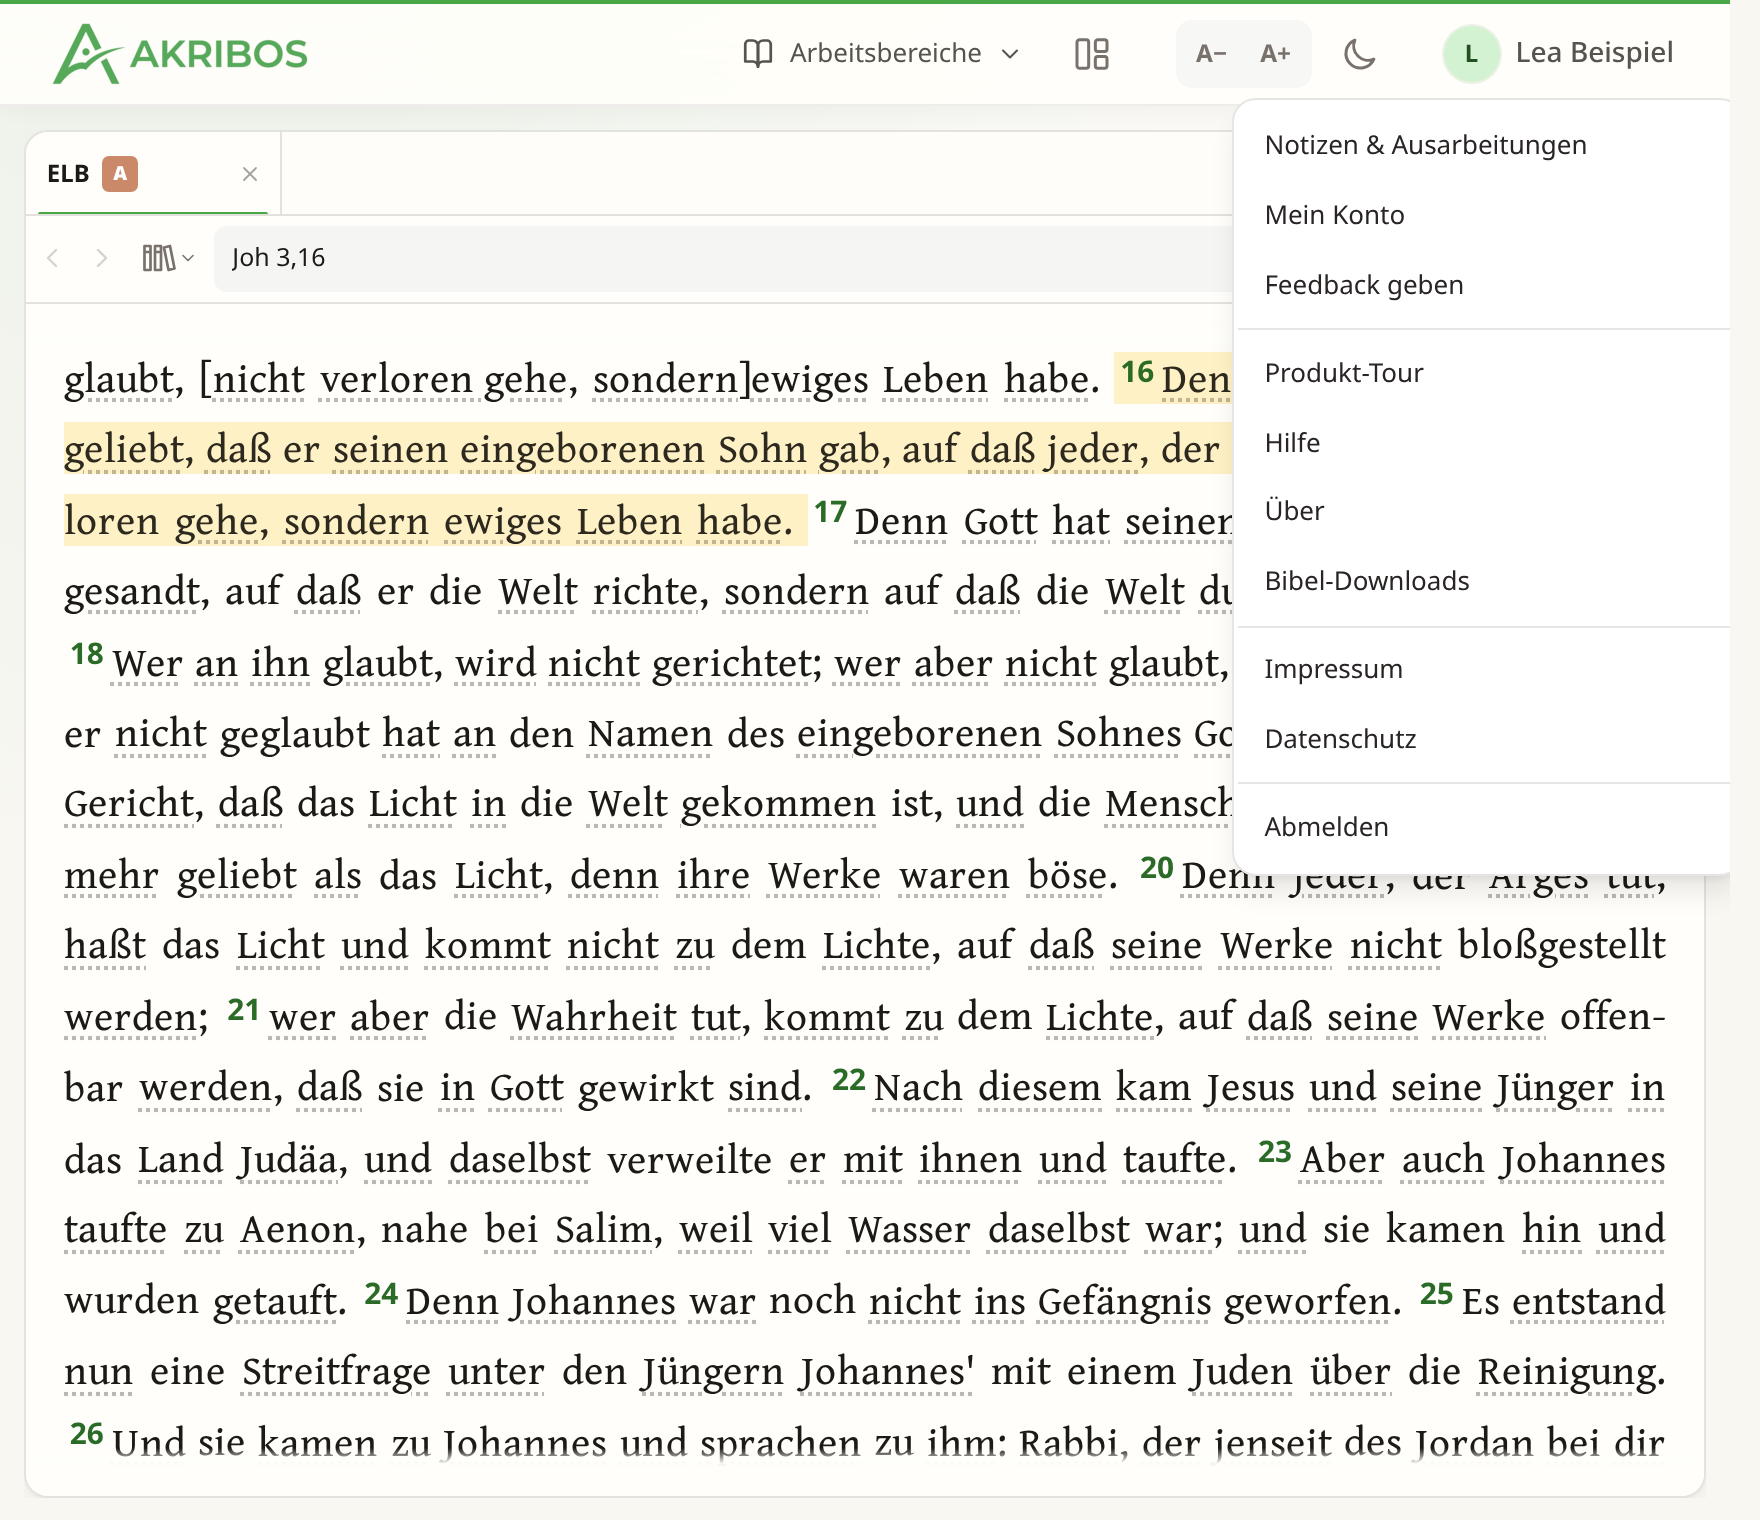 AKRIBOS Arbeitsbereiche A− A+ L Lea Beispiel
ELB A
Joh 3,16
Notizen & Ausarbeitungen
Mein Konto
Feedback geben
Produkt-Tour
Hilfe
Über
Bibel-Downloads
Impressum
Datenschutz
Abmelden
glaubt, [nicht verloren gehe, sondern]ewiges Leben habe. 16 Den
geliebt, daß er seinen eingeborenen Sohn gab, auf daß jeder, der
loren gehe, sondern ewiges Leben habe. 17 Denn Gott hat seinen
gesandt, auf daß er die Welt richte, sondern auf daß die Welt du
18 Wer an ihn glaubt, wird nicht gerichtet; wer aber nicht glaubt,
er nicht geglaubt hat an den Namen des eingeborenen Sohnes Go
Gericht, daß das Licht in die Welt gekommen ist, und die Mensch
mehr geliebt als das Licht, denn ihre Werke waren böse. 20 Denn jeder, der Arges tut,
haßt das Licht und kommt nicht zu dem Lichte, auf daß seine Werke nicht bloßgestellt
werden; 21 wer aber die Wahrheit tut, kommt zu dem Lichte, auf daß seine Werke offen-
bar werden, daß sie in Gott gewirkt sind. 22 Nach diesem kam Jesus und seine Jünger in
das Land Judäa, und daselbst verweilte er mit ihnen und taufte. 23 Aber auch Johannes
taufte zu Aenon, nahe bei Salim, weil viel Wasser daselbst war; und sie kamen hin und
wurden getauft. 24 Denn Johannes war noch nicht ins Gefängnis geworfen. 25 Es entstand
nun eine Streitfrage unter den Jüngern Johannes' mit einem Juden über die Reinigung.
26 Und sie kamen zu Johannes und sprachen zu ihm: Rabbi, der jenseit des Jordan bei dir